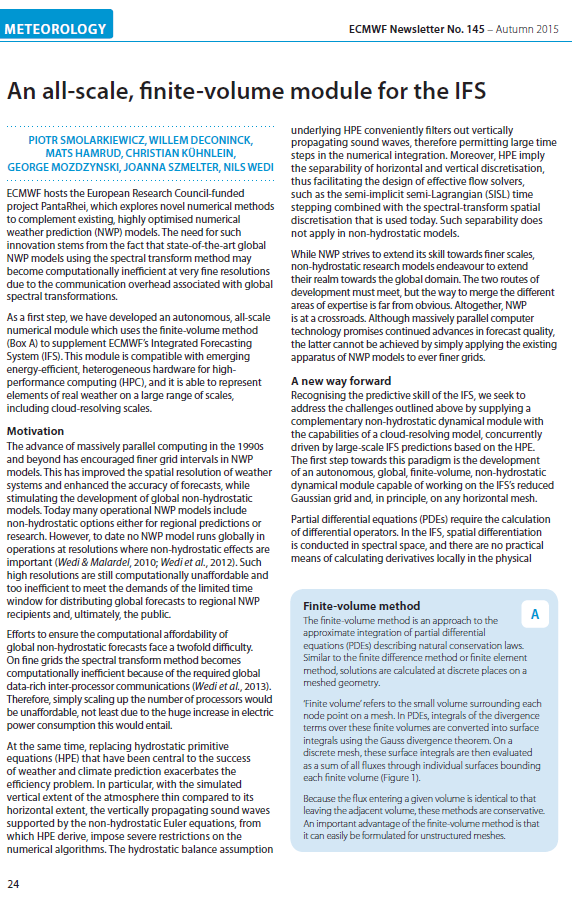 METEOROLOGY
ECMWF Newsletter No. 145 – Autumn 2015
An all-scale, finite-volume module for the IFS
PIOTR SMOLARKIEWICZ, WILLEM DECONINCK,
MATS HAMRUD, CHRISTIAN KÜHNLEIN,
GEORGE MOZDZYNSKI, JOANNA SZMELTER, NILS WEDI
ECMWF hosts the European Research Council-funded
project PantaRhei, which explores novel numerical methods
to complement existing, highly optimised numerical
weather prediction (NWP) models. The need for such
innovation stems from the fact that state-of-the-art global
NWP models using the spectral transform method may
become computationally inefficient at very fine resolutions
due to the communication overhead associated with global
spectral transformations.
As a first step, we have developed an autonomous, all-scale
numerical module which uses the finite-volume method
(Box A) to supplement ECMWF's Integrated Forecasting
System (IFS). This module is compatible with emerging
energy-efficient, heterogeneous hardware for high-
performance computing (HPC), and it is able to represent
elements of real weather on a large range of scales,
including cloud-resolving scales.
Motivation
The advance of massively parallel computing in the 1990s
and beyond has encouraged finer grid intervals in NWP
models. This has improved the spatial resolution of weather
systems and enhanced the accuracy of forecasts, while
stimulating the development of global non-hydrostatic
models. Today many operational NWP models include
non-hydrostatic options either for regional predictions or
research. However, to date no NWP model runs globally in
operations at resolutions where non-hydrostatic effects are
important (Wedi & Malardel, 2010; Wedi et al., 2012). Such
high resolutions are still computationally unaffordable and
too inefficient to meet the demands of the limited time
window for distributing global forecasts to regional NWP
recipients and, ultimately, the public.
Efforts to ensure the computational affordability of
global non-hydrostatic forecasts face a twofold difficulty.
On fine grids the spectral transform method becomes
computationally inefficient because of the required global
data-rich inter-processor communications (Wedi et al., 2013).
Therefore, simply scaling up the number of processors would
be unaffordable, not least due to the huge increase in electric
power consumption this would entail.
At the same time, replacing hydrostatic primitive
equations (HPE) that have been central to the success
of weather and climate prediction exacerbates the
efficiency problem. In particular, with the simulated
vertical extent of the atmosphere thin compared to its
horizontal extent, the vertically propagating sound waves
supported by the non-hydrostatic Euler equations, from
which HPE derive, impose severe restrictions on the
numerical algorithms. The hydrostatic balance assumption
underlying HPE conveniently filters out vertically
propagating sound waves, therefore permitting large time
steps in the numerical integration. Moreover, HPE imply
the separability of horizontal and vertical discretisation,
thus facilitating the design of effective flow solvers,
such as the semi-implicit semi-Lagrangian (SISL) time
stepping combined with the spectral-transform spatial
discretisation that is used today. Such separability does
not apply in non-hydrostatic models.
While NWP strives to extend its skill towards finer scales,
non-hydrostatic research models endeavour to extend
their realm towards the global domain. The two routes of
development must meet, but the way to merge the different
areas of expertise is far from obvious. Altogether, NWP
is at a crossroads. Although massively parallel computer
technology promises continued advances in forecast quality,
the latter cannot be achieved by simply applying the existing
apparatus of NWP models to ever finer grids.
A new way forward
Recognising the predictive skill of the IFS, we seek to
address the challenges outlined above by supplying a
complementary non-hydrostatic dynamical module with
the capabilities of a cloud-resolving model, concurrently
driven by large-scale IFS predictions based on the HPE.
The first step towards this paradigm is the development
of an autonomous, global, finite-volume, non-hydrostatic
dynamical module capable of working on the IFS's reduced
Gaussian grid and, in principle, on any horizontal mesh.
Partial differential equations (PDEs) require the calculation
of differential operators. In the IFS, spatial differentiation
is conducted in spectral space, and there are no practical
means of calculating derivatives locally in the physical
Finite-volume method
A
The finite-volume method is an approach to the
approximate integration of partial differential
equations (PDEs) describing natural conservation laws.
Similar to the finite difference method or finite element
method, solutions are calculated at discrete places on a
meshed geometry.
'Finite volume' refers to the small volume surrounding each
node point on a mesh. In PDEs, integrals of the divergence
terms over these finite volumes are converted into surface
integrals using the Gauss divergence theorem. On a
discrete mesh, these surface integrals are then evaluated
as a sum of all fluxes through individual surfaces bounding
each finite volume (Figure 1).
Because the flux entering a given volume is identical to that
leaving the adjacent volume, these methods are conservative.
An important advantage of the finite-volume method is that
it can easily be formulated for unstructured meshes.
24